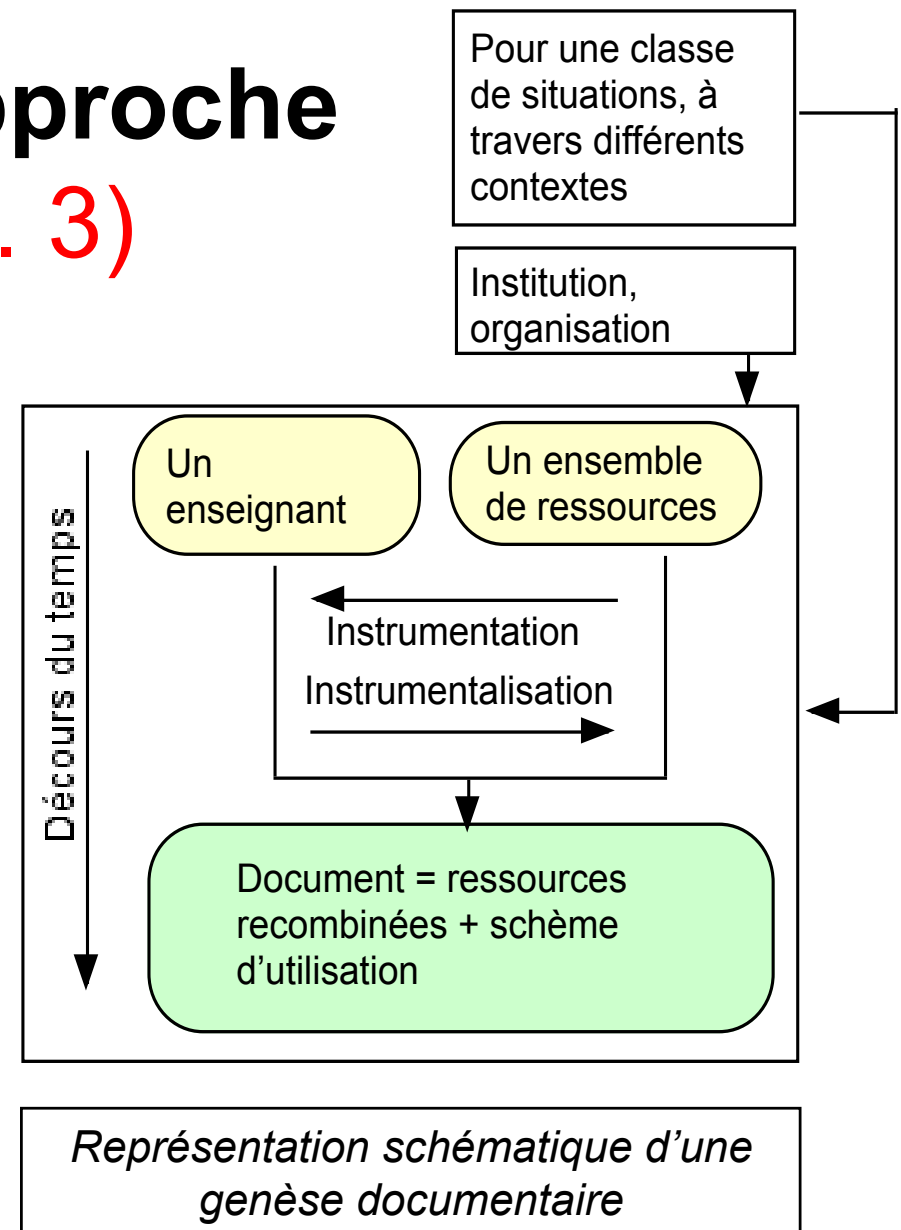 pproche
. 3)
Pour une classe
de situations, à
travers différents
contextes
Institution,
organisation
Un
enseignant
Un ensemble
de ressources
Décours du temps
Instrumentation
Instrumentalisation
Document = ressources
recombinées + schème
d’utilisation
Représentation schématique d’une
genèse documentaire